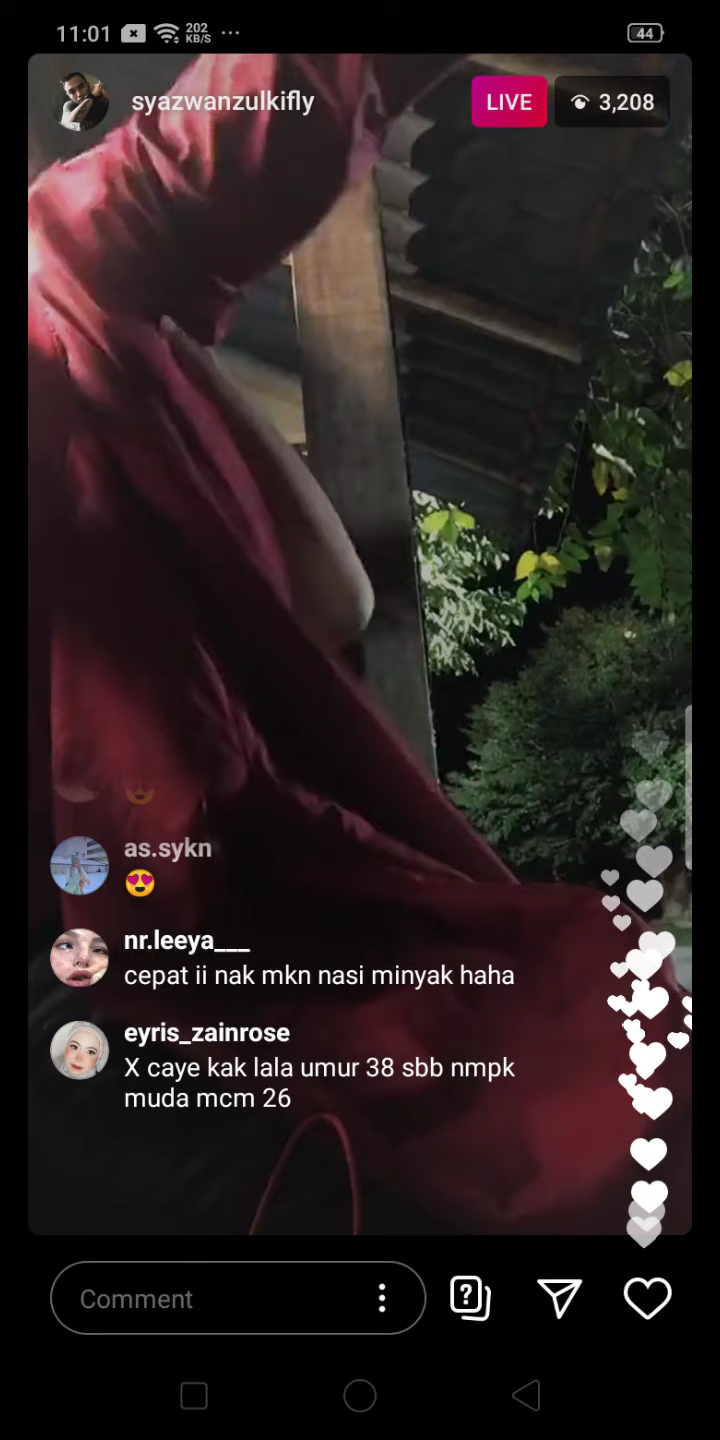 11:01 202 KB/S ... 44
syazwanzulkifly LIVE 3,208
as.sykn
😍
nr.leeya___
cepat ii nak mkn nasi minyak haha
eyris_zainrose
X caye kak lala umur 38 sbb nmpk
muda mcm 26
Comment